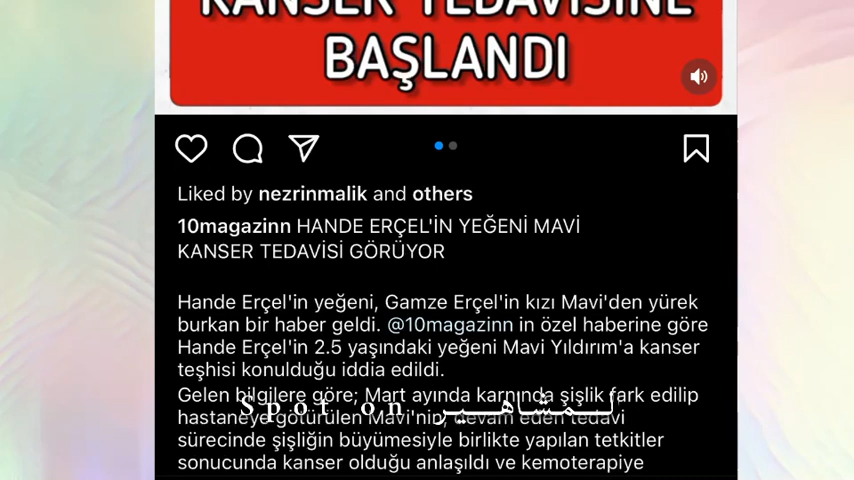 KANSER TEDAVİSİNE
BAŞLANDI
Liked by nezrinmalik and others
10magazinn HANDE ERÇEL'İN YEĞENİ MAVİ
KANSER TEDAVİSİ GÖRÜYOR
Hande Erçel'in yeğeni, Gamze Erçel'in kızı Mavi'den yürek
burkan bir haber geldi. @10magazinn in özel haberine göre
Hande Erçel'in 2.5 yaşındaki yeğeni Mavi Yıldırım'a kanser
teşhisi konulduğu iddia edildi.
Gelen bilgilere göre; Mart ayında karnında şişlik fark edilip
Spot on لـمـشاهيـر
hastaneye götürülen Mavi'nin, devam eden tedavi
sürecinde şişliğin büyümesiyle birlikte yapılan tetkitler
sonucunda kanser olduğu anlaşıldı ve kemoterapiye